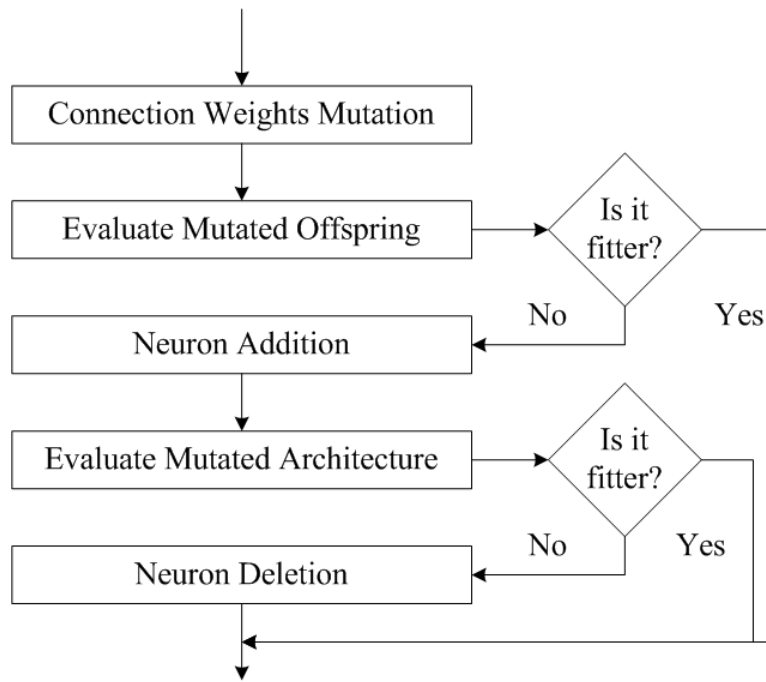 Connection Weights Mutation
Evaluate Mutated Offspring
Is it
fitter?
No
Yes
Neuron Addition
Evaluate Mutated Architecture
Is it
fitter?
No
Yes
Neuron Deletion